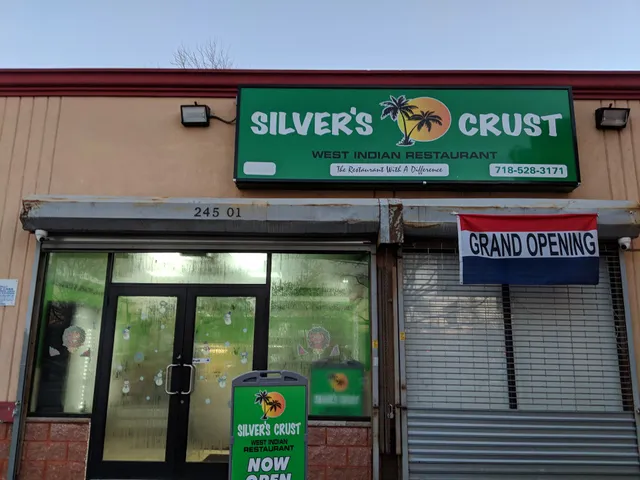 SILVER'S CRUST
WEST INDIAN RESTAURANT
The Restaurant With A Difference
718-528-3171
245 01
GRAND OPENING
SILVER'S CRUST
WEST INDIAN
RESTAURANT
NOW
OPEN